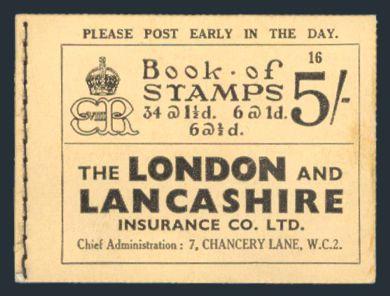 PLEASE POST EARLY IN THE DAY.
16
Book · of
STAMPS
5/-
34 @ 1½d. 6 @ 1d.
6 @ ½d.
E VIII R
THE LONDON AND
LANCASHIRE
INSURANCE CO. LTD.
Chief Administration : 7, CHANCERY LANE, W.C.2.